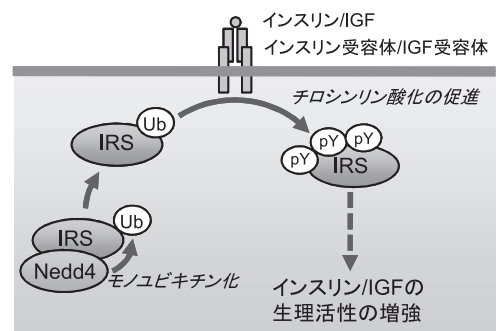 インスリン/IGF
インスリン受容体/IGF受容体
チロシンリン酸化の促進
Ub
IRS
pY
pY
pY
IRS
Ub
IRS
Nedd4
モノユビキチン化
インスリン/IGFの
生理活性の増強